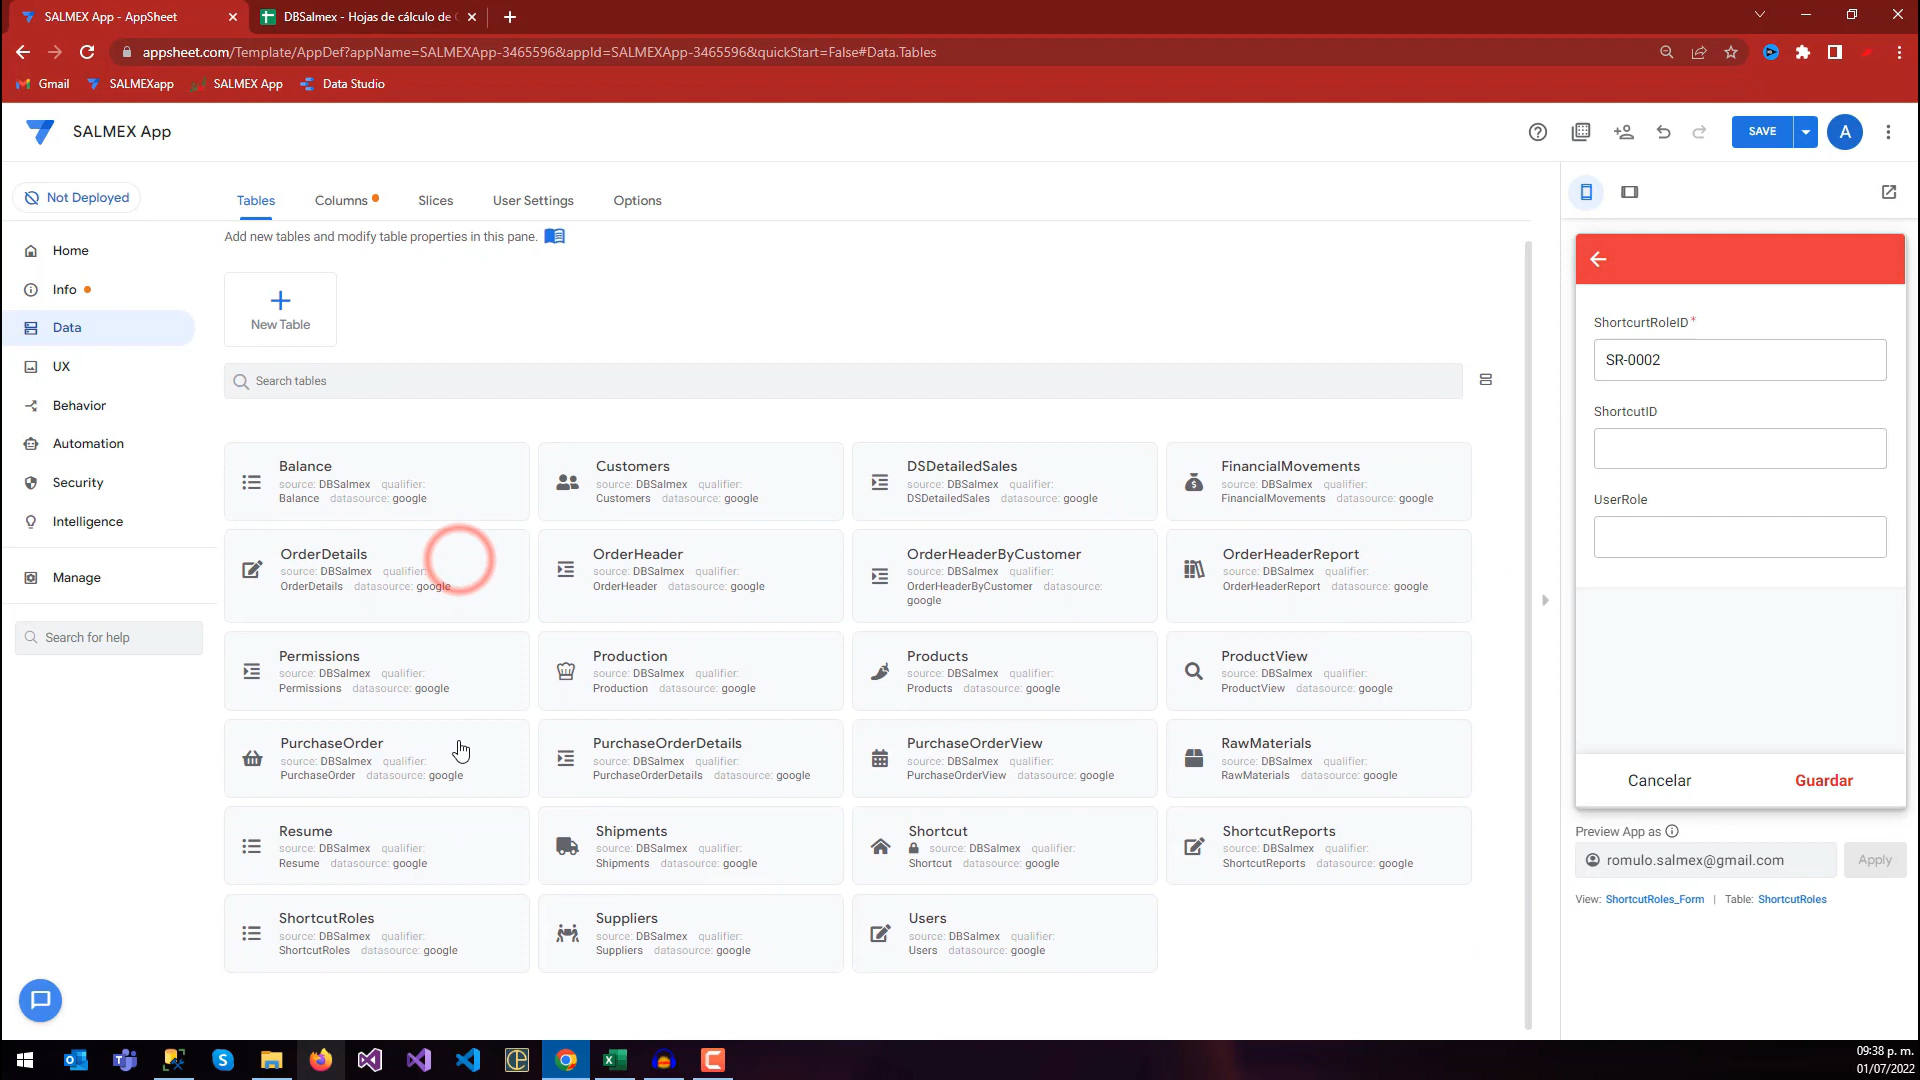 SALMEX App - AppSheet
DBSalmex - Hojas de cálculo de
appsheet.com/Template/AppDef?appName=SALMEXApp-3465596&appId=SALMEXApp-3465596&quickStart=False#Data.Tables
Gmail SALMEXapp SALMEX App Data Studio
SALMEX App
SAVE
A
Not Deployed
Home
Info
Data
UX
Behavior
Automation
Security
Intelligence
Manage
Search for help
Tables Columns Slices User Settings Options
Add new tables and modify table properties in this pane.
New Table
Search tables
Balance
source: DBSalmex qualifier:
Balance datasource: google
Customers
source: DBSalmex qualifier:
Customers datasource: google
DSDetailedSales
source: DBSalmex qualifier:
DSDetailedSales datasource: google
FinancialMovements
source: DBSalmex qualifier:
FinancialMovements datasource: google
OrderDetails
source: DBSalmex qualifier:
OrderDetails datasource: google
OrderHeader
source: DBSalmex qualifier:
OrderHeader datasource: google
OrderHeaderByCustomer
source: DBSalmex qualifier:
OrderHeaderByCustomer datasource:
google
OrderHeaderReport
source: DBSalmex qualifier:
OrderHeaderReport datasource: google
Permissions
source: DBSalmex qualifier:
Permissions datasource: google
Production
source: DBSalmex qualifier:
Production datasource: google
Products
source: DBSalmex qualifier:
Products datasource: google
ProductView
source: DBSalmex qualifier:
ProductView datasource: google
PurchaseOrder
source: DBSalmex qualifier:
PurchaseOrder datasource: google
PurchaseOrderDetails
source: DBSalmex qualifier:
PurchaseOrderDetails datasource: google
PurchaseOrderView
source: DBSalmex qualifier:
PurchaseOrderView datasource: google
RawMaterials
source: DBSalmex qualifier:
RawMaterials datasource: google
Resume
source: DBSalmex qualifier:
Resume datasource: google
Shipments
source: DBSalmex qualifier:
Shipments datasource: google
Shortcut
source: DBSalmex qualifier:
Shortcut datasource: google
ShortcutReports
source: DBSalmex qualifier:
ShortcutReports datasource: google
ShortcutRoles
source: DBSalmex qualifier:
ShortcutRoles datasource: google
Suppliers
source: DBSalmex qualifier:
Suppliers datasource: google
Users
source: DBSalmex qualifier:
Users datasource: google
ShortcurtRoleID*
SR-0002
ShortcutID
UserRole
Cancelar Guardar
Preview App as
romulo.salmex@gmail.com Apply
View: ShortcutRoles_Form | Table: ShortcutRoles
09:38 p. m.
01/07/2022